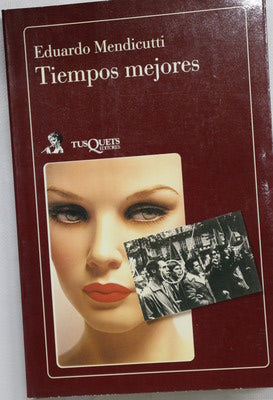 Eduardo Mendicutti
Tiempos mejores
TUSQUETS
EDITORES